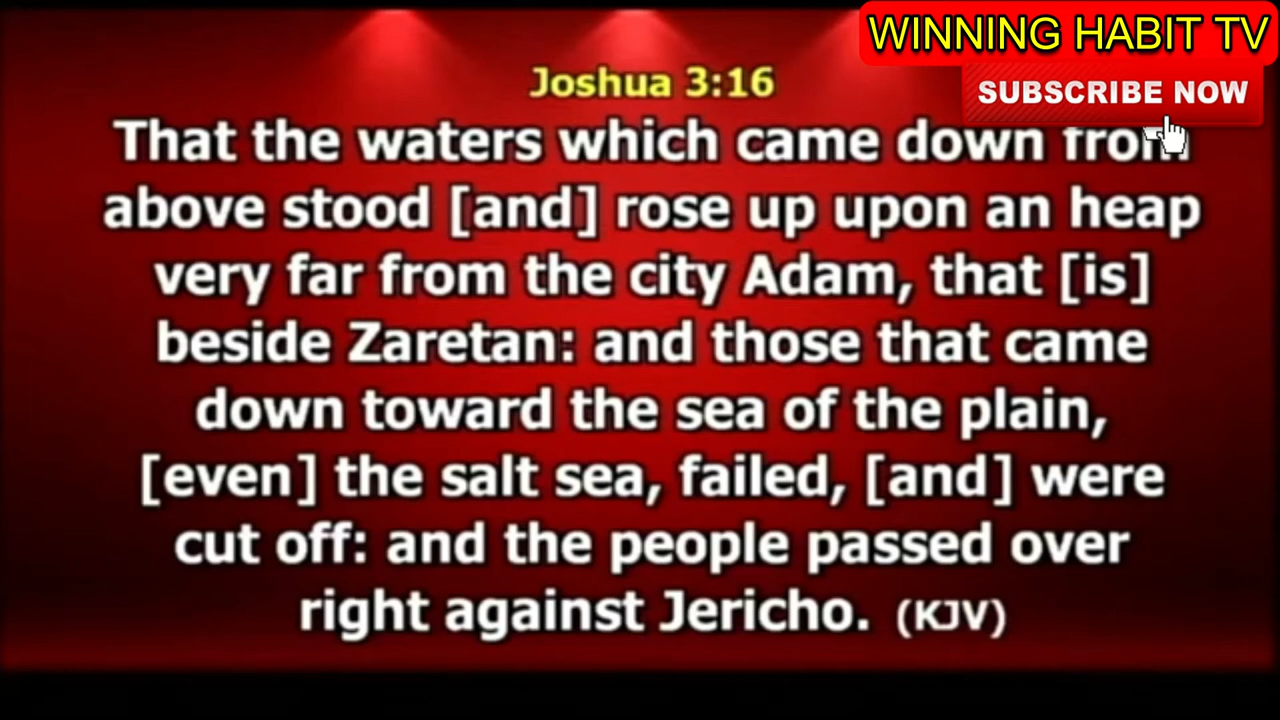 WINNING HABIT TV
SUBSCRIBE NOW
Joshua 3:16
That the waters which came down from
above stood [and] rose up upon an heap
very far from the city Adam, that [is]
beside Zaretan: and those that came
down toward the sea of the plain,
[even] the salt sea, failed, [and] were
cut off: and the people passed over
right against Jericho. (KJV)